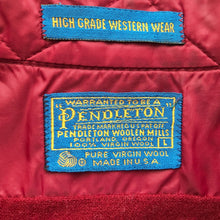 HIGH GRADE WESTERN WEAR
WARRANTED TO BE A
"PENDLETON"
TRADE MARK REG U.S. PAT. OFF.
PENDLETON WOOLEN MILLS
PORTLAND, OREGON
100% VIRGIN WOOL L
PURE VIRGIN WOOL
MADE IN U.S.A.